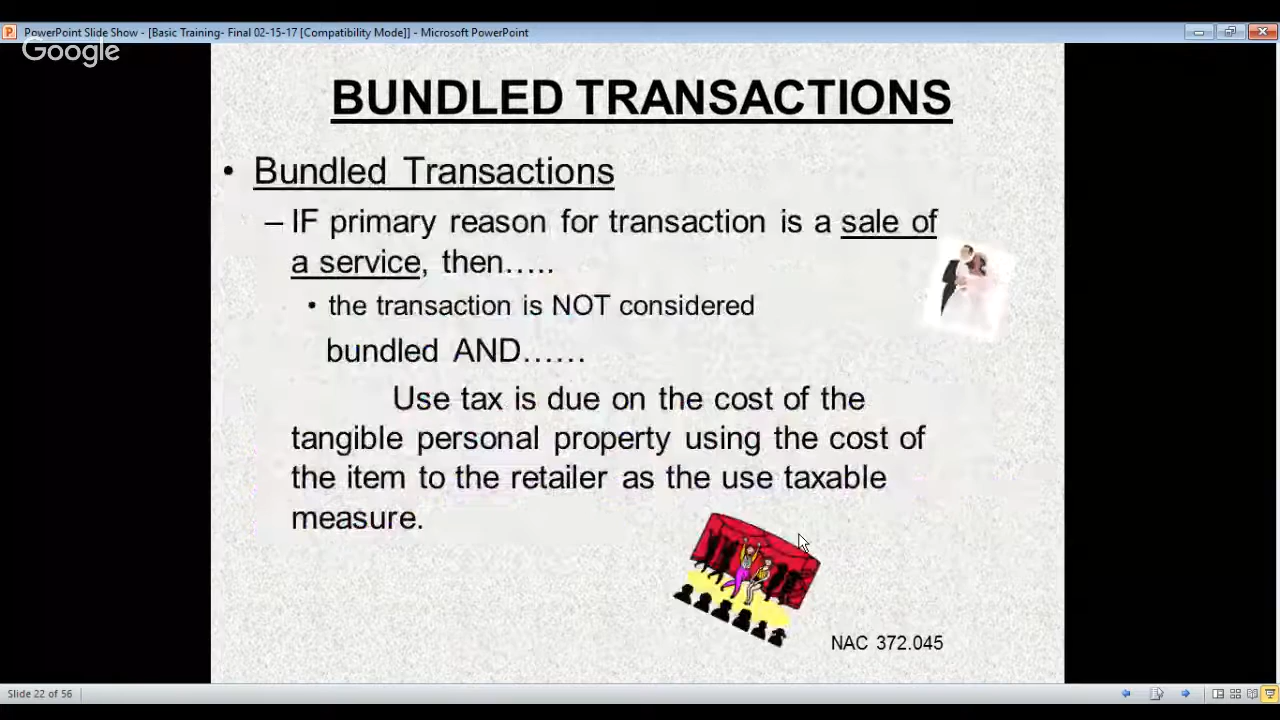 PowerPoint Slide Show - [Basic Training- Final 02-15-17 [Compatibility Mode]] - Microsoft PowerPoint
Google
BUNDLED TRANSACTIONS
• Bundled Transactions
– IF primary reason for transaction is a sale of
a service, then…..
• the transaction is NOT considered
bundled AND……
Use tax is due on the cost of the
tangible personal property using the cost of
the item to the retailer as the use taxable
measure.
NAC 372.045
Slide 22 of 56